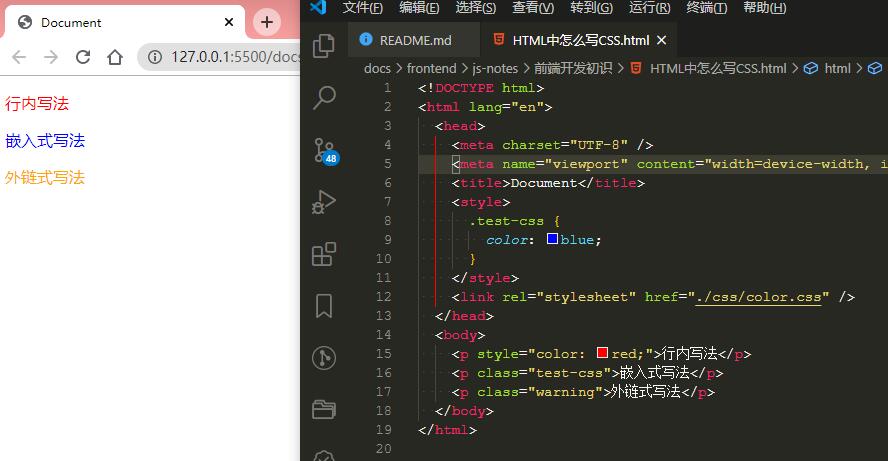 Document
127.0.0.1:5500/docs
行内写法
嵌入式写法
外链式写法
文件(F) 编辑(E) 选择(S) 查看(V) 转到(G) 运行(R) 终端(T) 帮助(H)
README.md
HTML中怎么写CSS.html
docs > frontend > js-notes > 前端开发初识 > HTML中怎么写CSS.html > html >
48
1 <!DOCTYPE html>
2 <html lang="en">
3 <head>
4 <meta charset="UTF-8" />
5 <meta name="viewport" content="width=device-width, i
6 <title>Document</title>
7 <style>
8 .test-css {
9 color: blue;
10 }
11 </style>
12 <link rel="stylesheet" href="./css/color.css" />
13 </head>
14 <body>
15 <p style="color: red;">行内写法</p>
16 <p class="test-css">嵌入式写法</p>
17 <p class="warning">外链式写法</p>
18 </body>
19 </html>
20